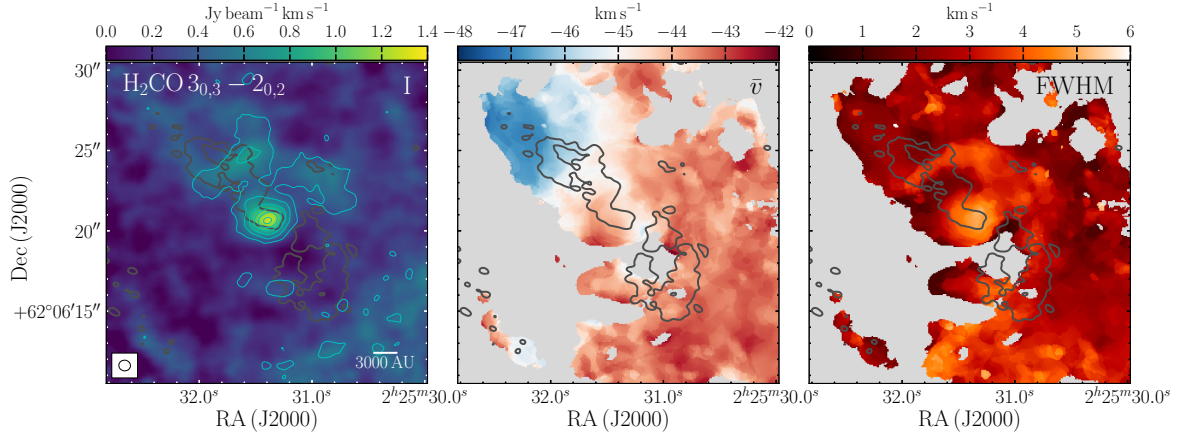 Jy beam⁻¹ km s⁻¹
0.0 0.2 0.4 0.6 0.8 1.0 1.2 1.4
H₂CO 3₀,₃ − 2₀,₂
I
30″
25″
20″
+62°06′15″
Dec (J2000)
3000 AU
32.0ˢ 31.0ˢ 2ʰ25ᵐ30.0ˢ
RA (J2000)
km s⁻¹
−48 −47 −46 −45 −44 −43 −42
v̄
32.0ˢ 31.0ˢ 2ʰ25ᵐ30.0ˢ
RA (J2000)
km s⁻¹
0 1 2 3 4 5 6
FWHM
32.0ˢ 31.0ˢ 2ʰ25ᵐ30.0ˢ
RA (J2000)